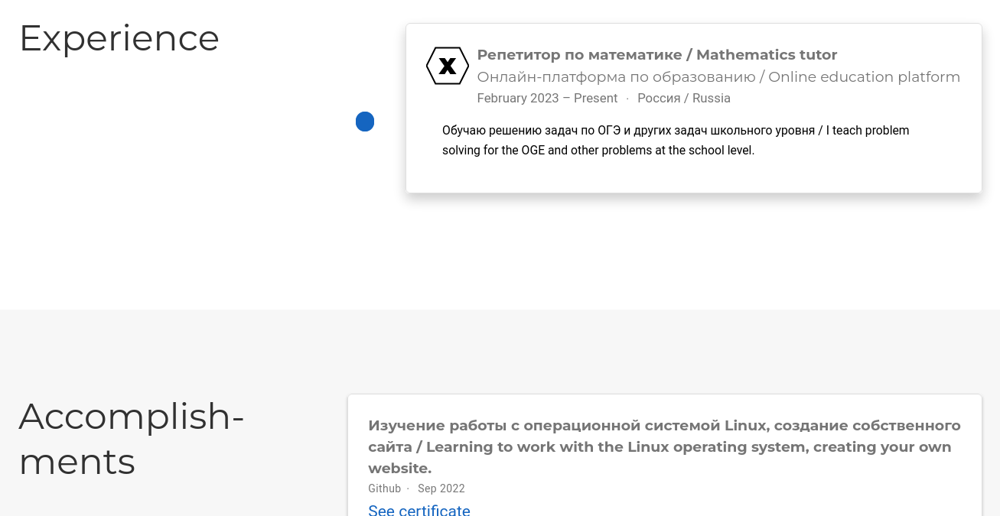 Experience
X
Репетитор по математике / Mathematics tutor
Онлайн-платформа по образованию / Online education platform
February 2023 – Present · Россия / Russia
Обучаю решению задач по ОГЭ и других задач школьного уровня / I teach problem
solving for the OGE and other problems at the school level.
Accomplish-
ments
Изучение работы с операционной системой Linux, создание собственного
сайта / Learning to work with the Linux operating system, creating your own
website.
Github · Sep 2022
See certificate